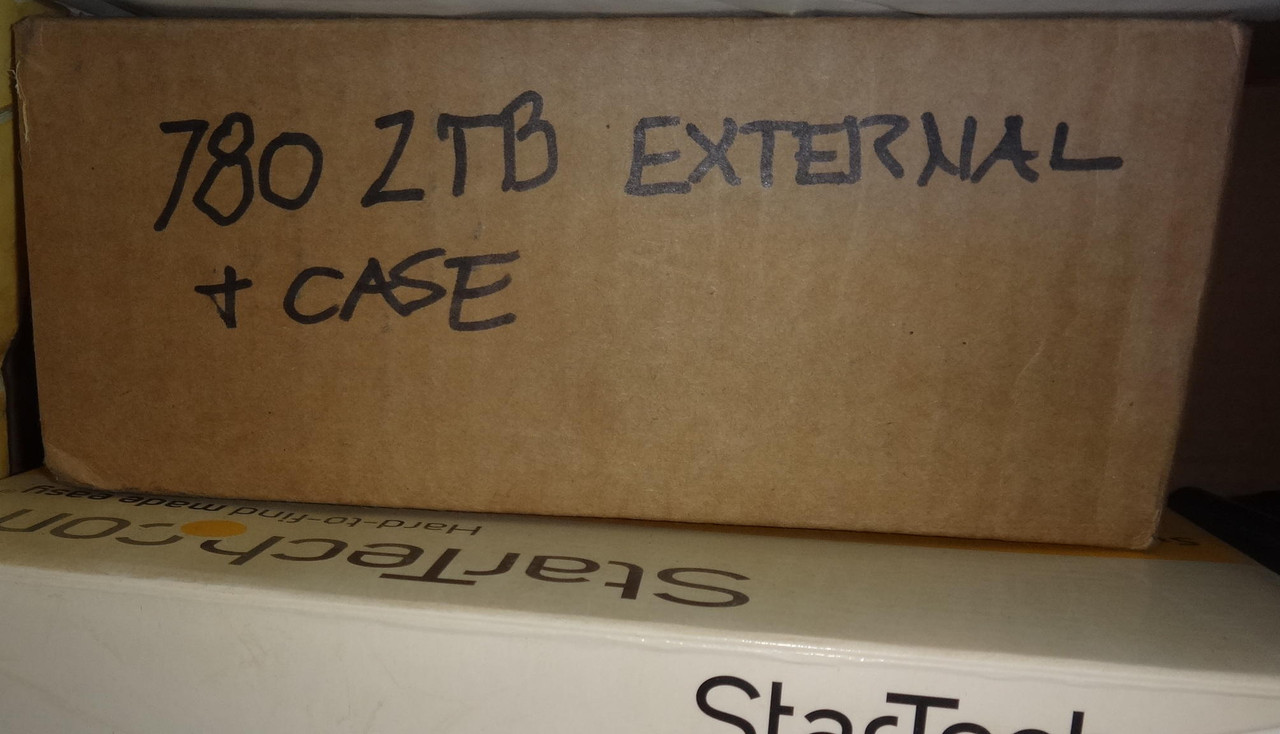 780 2TB EXTERNAL
+ CASE
Hard-to-find made easy
StarTech.com
StarTech